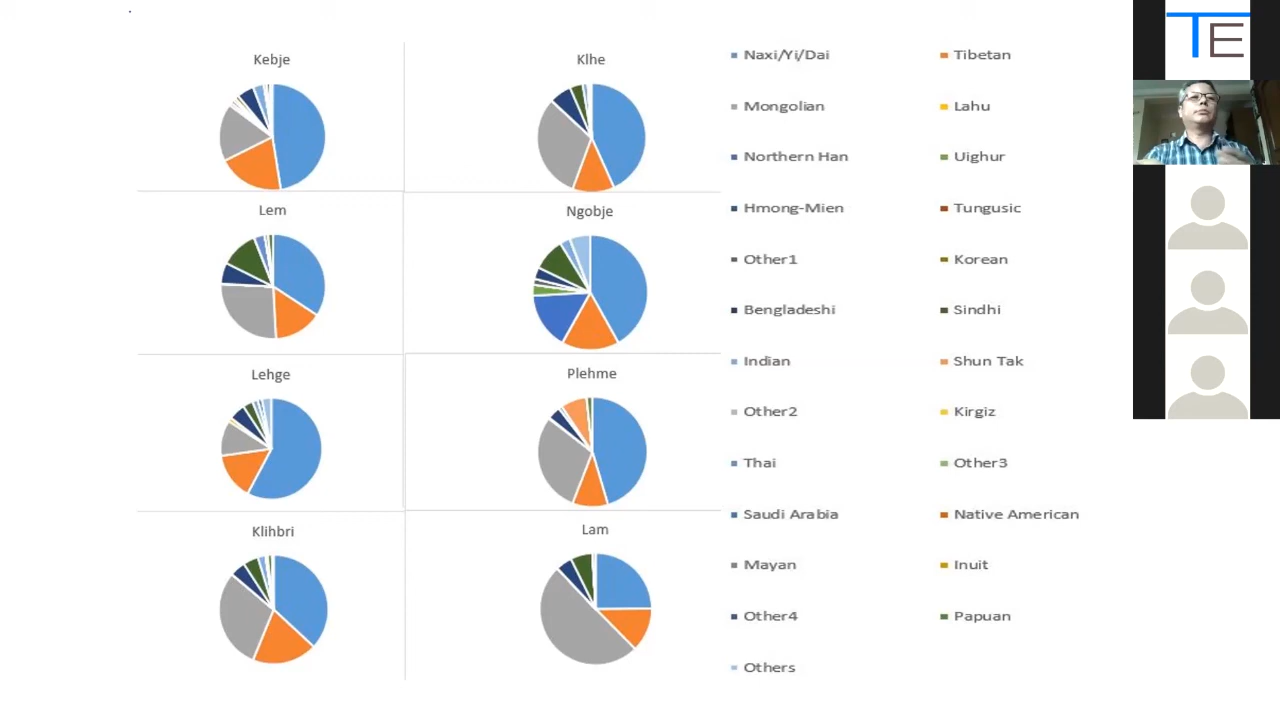 Kebje
Klhe
Lem
Ngobje
Lehge
Plehme
Klihbri
Lam
Naxi/Yi/Dai
Tibetan
Mongolian
Lahu
Northern Han
Uighur
Hmong-Mien
Tungusic
Other1
Korean
Bengladeshi
Sindhi
Indian
Shun Tak
Other2
Kirgiz
Thai
Other3
Saudi Arabia
Native American
Mayan
Inuit
Other4
Papuan
Others
TE